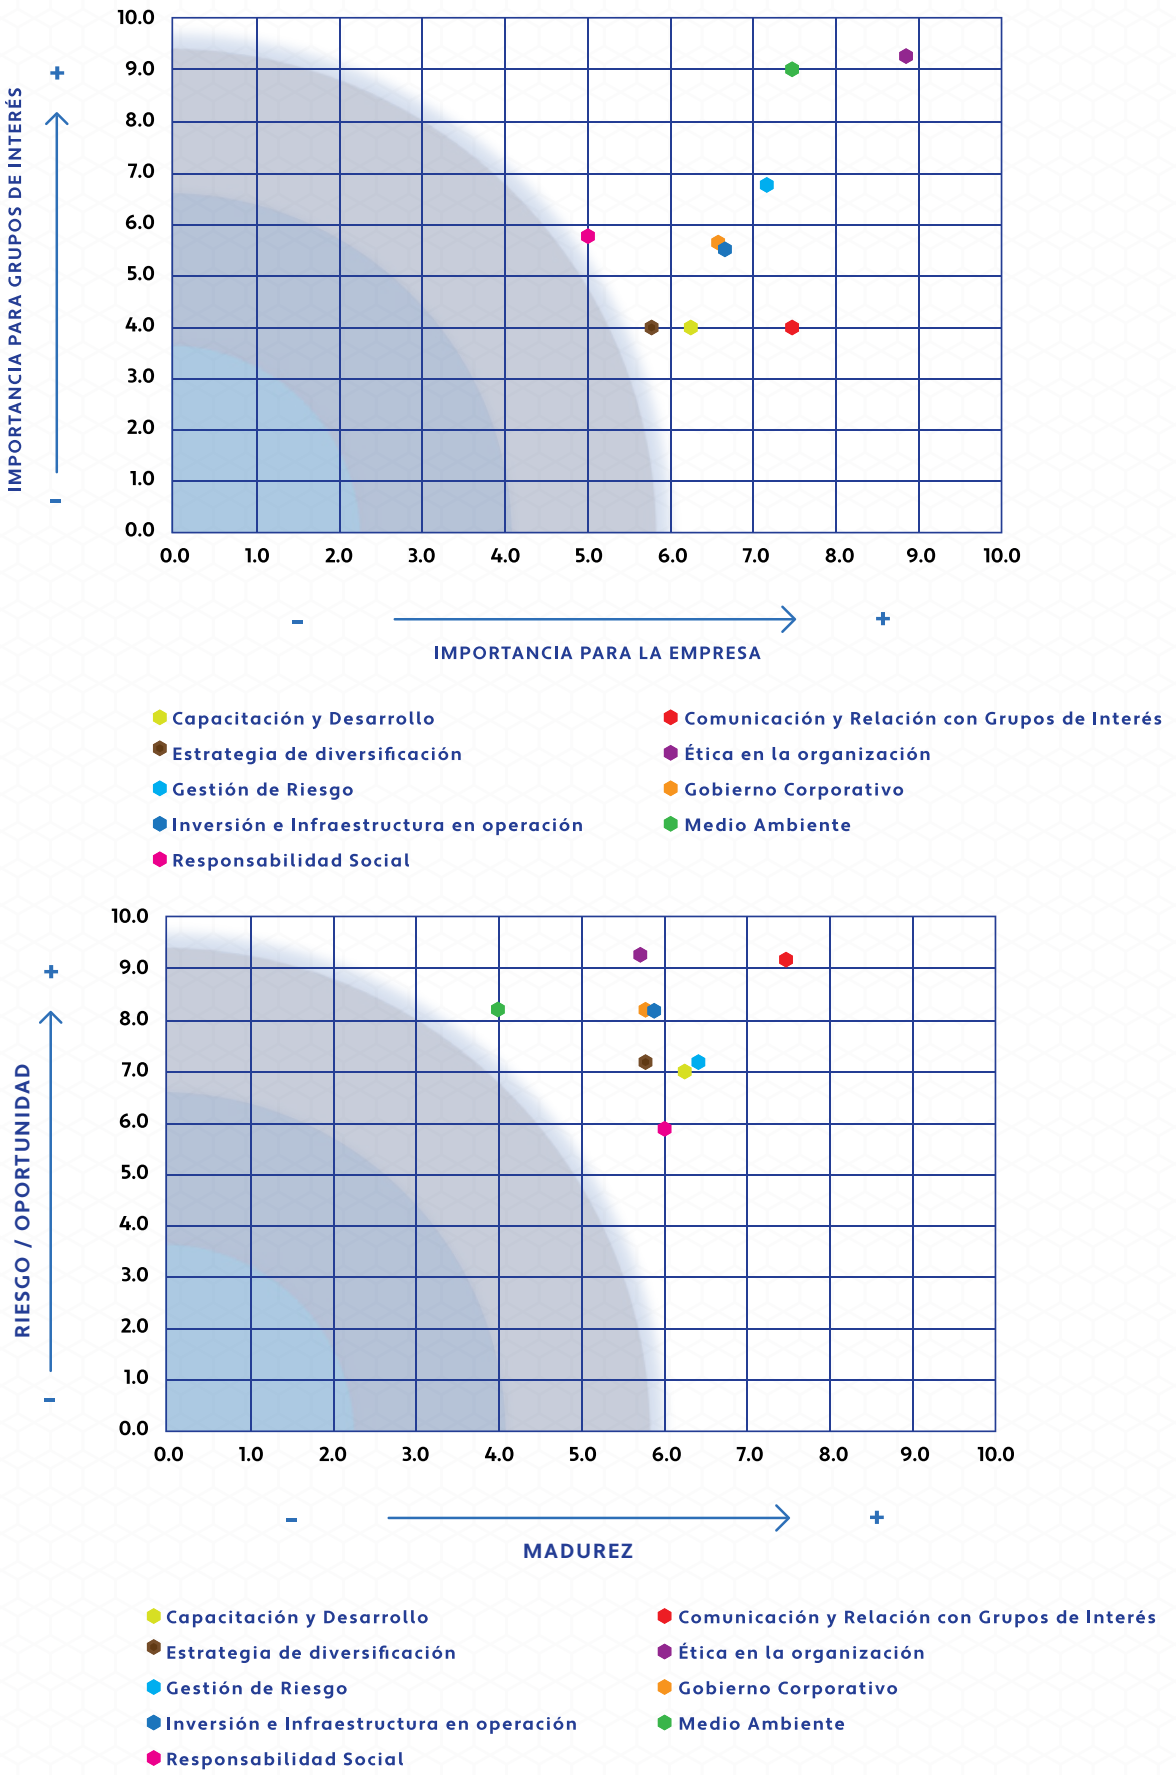 10.0
9.0
8.0
7.0
6.0
5.0
4.0
3.0
2.0
1.0
0.0
+
-
IMPORTANCIA PARA GRUPOS DE INTERÉS
0.0 1.0 2.0 3.0 4.0 5.0 6.0 7.0 8.0 9.0 10.0
- +
IMPORTANCIA PARA LA EMPRESA
Capacitación y Desarrollo
Estrategia de diversificación
Gestión de Riesgo
Inversión e Infraestructura en operación
Responsabilidad Social
Comunicación y Relación con Grupos de Interés
Ética en la organización
Gobierno Corporativo
Medio Ambiente
10.0
9.0
8.0
7.0
6.0
5.0
4.0
3.0
2.0
1.0
0.0
+
-
RIESGO / OPORTUNIDAD
0.0 1.0 2.0 3.0 4.0 5.0 6.0 7.0 8.0 9.0 10.0
- +
MADUREZ
Capacitación y Desarrollo
Estrategia de diversificación
Gestión de Riesgo
Inversión e Infraestructura en operación
Responsabilidad Social
Comunicación y Relación con Grupos de Interés
Ética en la organización
Gobierno Corporativo
Medio Ambiente